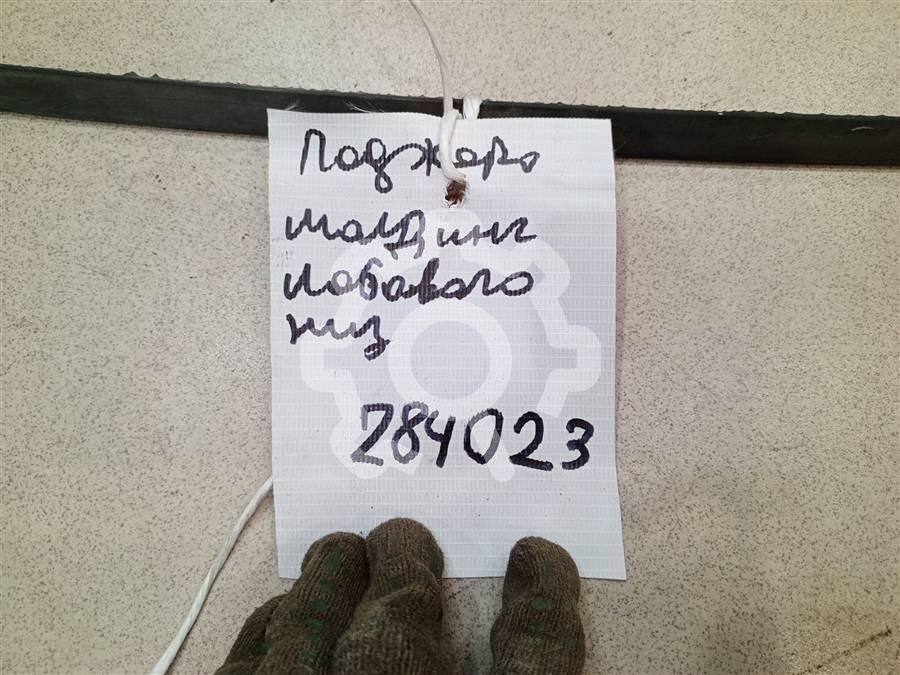 Паджеро
молдинг
лобового
низ
284023